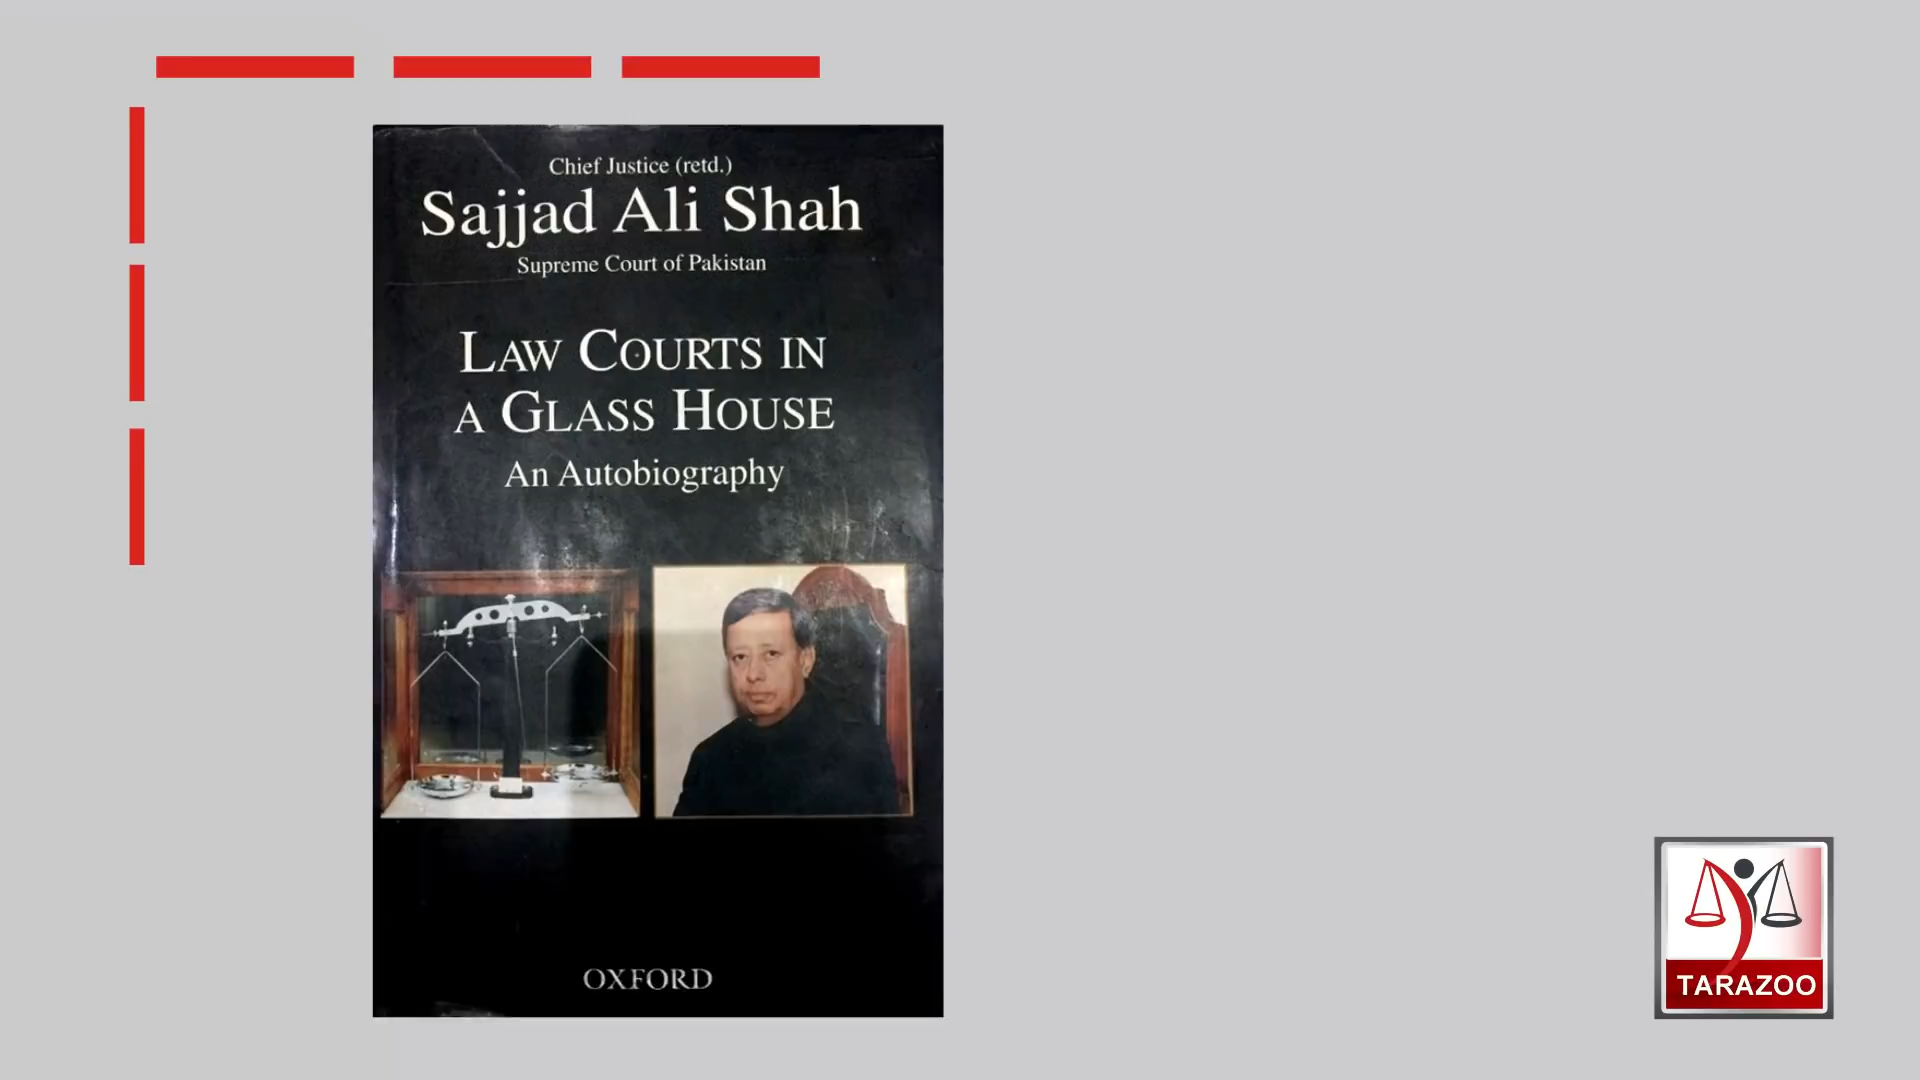 Chief Justice (retd.)
Sajjad Ali Shah
Supreme Court of Pakistan
LAW COURTS IN
A GLASS HOUSE
An Autobiography
OXFORD
TARAZOO